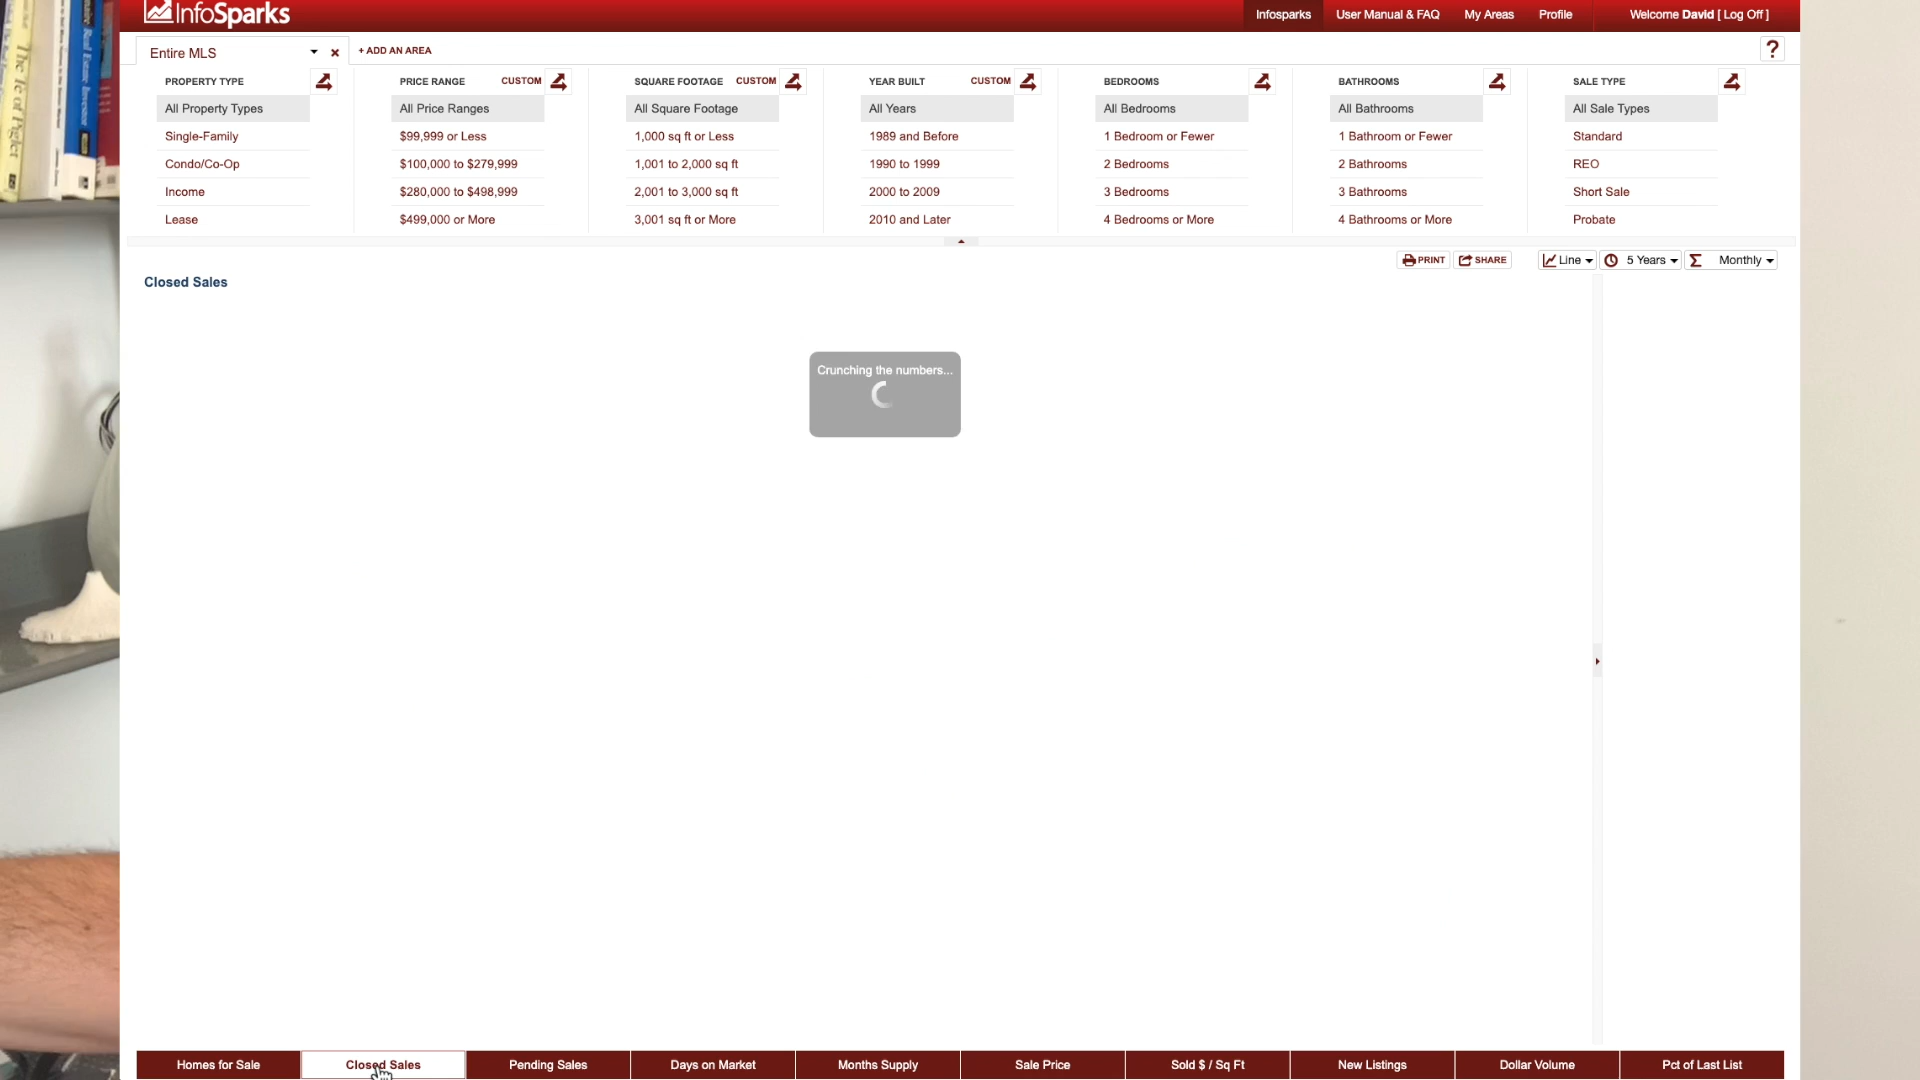 InfoSparks
Infosparks
User Manual & FAQ
My Areas
Profile
Welcome David [ Log Off ]
Entire MLS
+ ADD AN AREA
?
PROPERTY TYPE
All Property Types
Single-Family
Condo/Co-Op
Income
Lease
PRICE RANGE CUSTOM
All Price Ranges
$99,999 or Less
$100,000 to $279,999
$280,000 to $498,999
$499,000 or More
SQUARE FOOTAGE CUSTOM
All Square Footage
1,000 sq ft or Less
1,001 to 2,000 sq ft
2,001 to 3,000 sq ft
3,001 sq ft or More
YEAR BUILT CUSTOM
All Years
1989 and Before
1990 to 1999
2000 to 2009
2010 and Later
BEDROOMS
All Bedrooms
1 Bedroom or Fewer
2 Bedrooms
3 Bedrooms
4 Bedrooms or More
BATHROOMS
All Bathrooms
1 Bathroom or Fewer
2 Bathrooms
3 Bathrooms
4 Bathrooms or More
SALE TYPE
All Sale Types
Standard
REO
Short Sale
Probate
PRINT
SHARE
Line
5 Years
Σ Monthly
Closed Sales
Crunching the numbers...
Homes for Sale
Closed Sales
Pending Sales
Days on Market
Months Supply
Sale Price
Sold $ / Sq Ft
New Listings
Dollar Volume
Pct of Last List
The Te of Piglet
Real Estate Investor